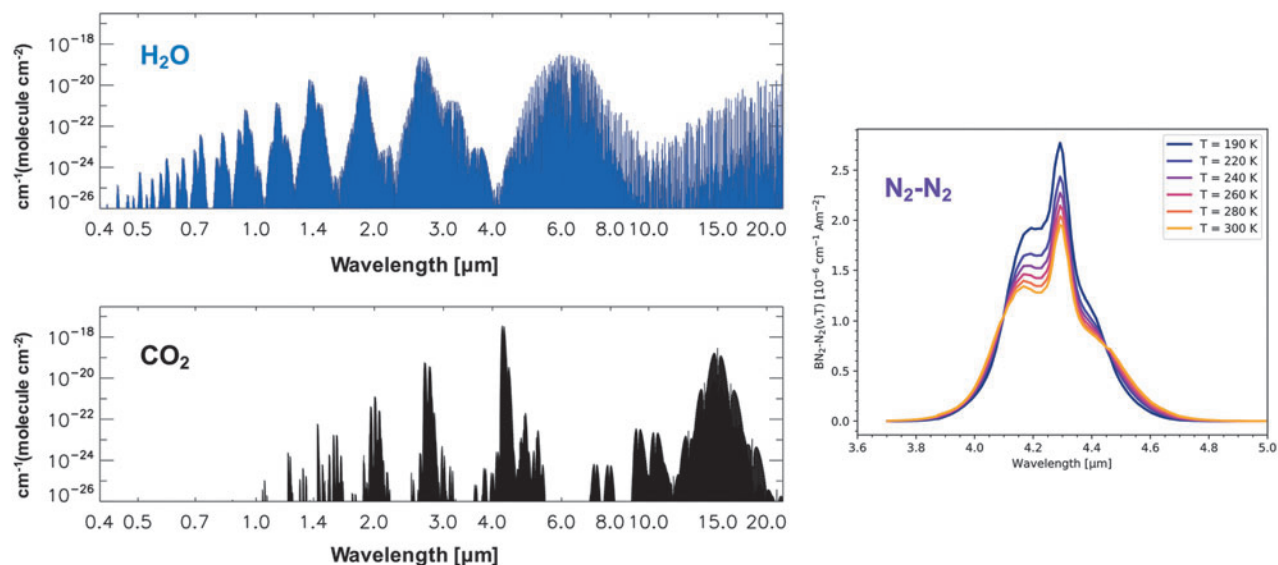 cm⁻¹(molecule cm⁻²)
10⁻¹⁸
10⁻²⁰
10⁻²²
10⁻²⁴
10⁻²⁶
H₂O
0.4 0.5 0.7 1.0 1.4 2.0 3.0 4.0 6.0 8.0 10.0 15.0 20.0
Wavelength [µm]
cm⁻¹(molecule cm⁻²)
10⁻¹⁸
10⁻²⁰
10⁻²²
10⁻²⁴
10⁻²⁶
CO₂
0.4 0.5 0.7 1.0 1.4 2.0 3.0 4.0 6.0 8.0 10.0 15.0 20.0
Wavelength [µm]
BN₂-N₂(ν,T) [10⁻⁶ cm⁻¹ Am⁻²]
2.5
2.0
1.5
1.0
0.5
0.0
N₂-N₂
T = 190 K
T = 220 K
T = 240 K
T = 260 K
T = 280 K
T = 300 K
3.6 3.8 4.0 4.2 4.4 4.6 4.8 5.0
Wavelength [µm]